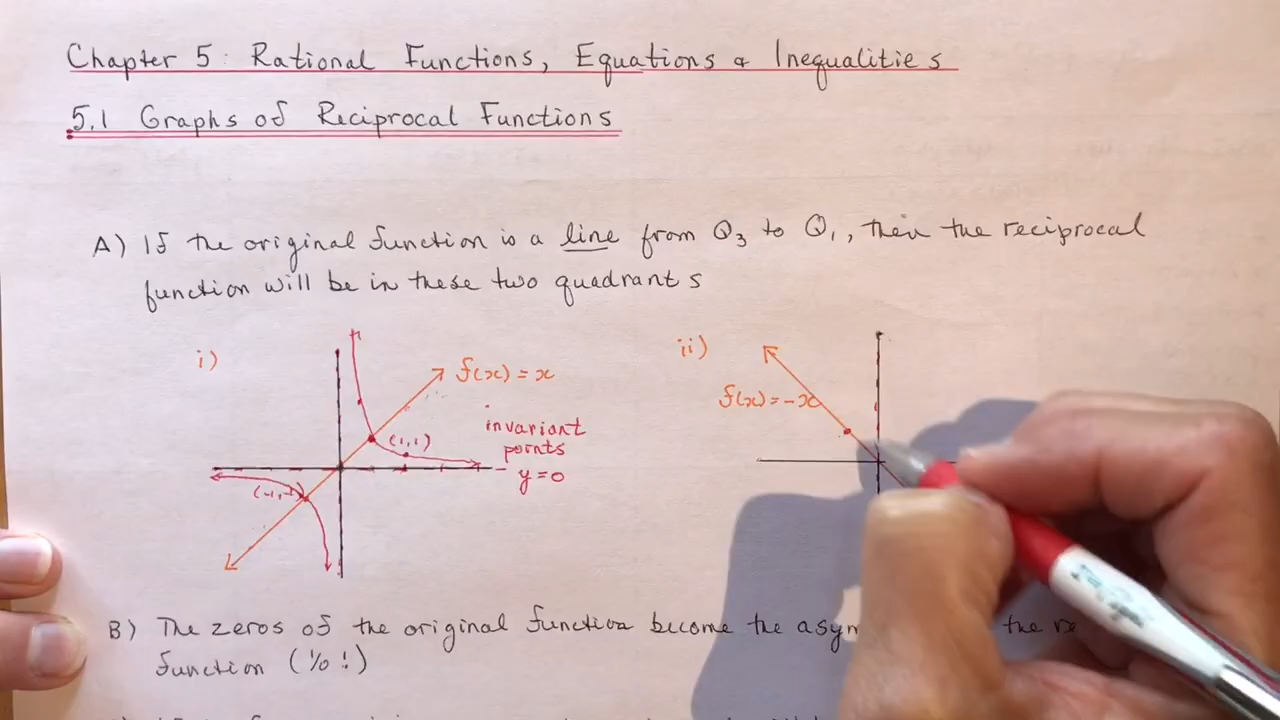 Chapter 5: Rational Functions, Equations & Inequalities
5.1 Graphs of Reciprocal Functions
A) If the original function is a line from Q3 to Q1, then the reciprocal
function will be in these two quadrants
i)
f(x) = x
(1,1)
invariant
points
y = 0
(-1,-1)
ii)
f(x) = -x
B) The zeros of the original function become the asym the re
function (1/0!)